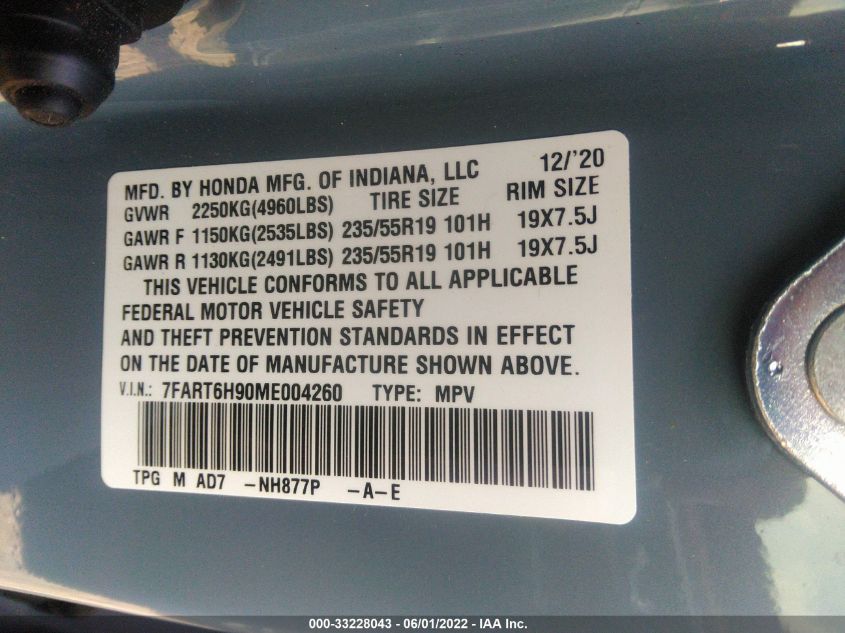 MFD. BY HONDA MFG. OF INDIANA, LLC 12/'20
GVWR 2250KG(4960LBS) TIRE SIZE RIM SIZE
GAWR F 1150KG(2535LBS) 235/55R19 101H 19X7.5J
GAWR R 1130KG(2491LBS) 235/55R19 101H 19X7.5J
THIS VEHICLE CONFORMS TO ALL APPLICABLE
FEDERAL MOTOR VEHICLE SAFETY
AND THEFT PREVENTION STANDARDS IN EFFECT
ON THE DATE OF MANUFACTURE SHOWN ABOVE.
V.I.N.: 7FART6H90ME004260 TYPE: MPV
TPG M AD7 -NH877P -A-E
000-33228043 - 06/01/2022 - IAA Inc.